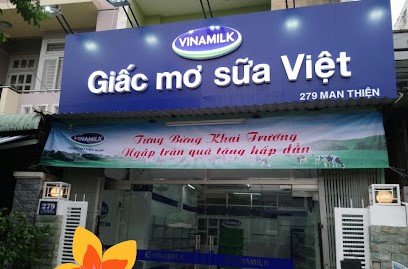 VINAMILK
Giấc mơ sữa Việt
279 MAN THIỆN
VINAMILK
Tưng Bừng Khai Trương
Ngập tràn quà tặng hấp dẫn
279
VINAMILK